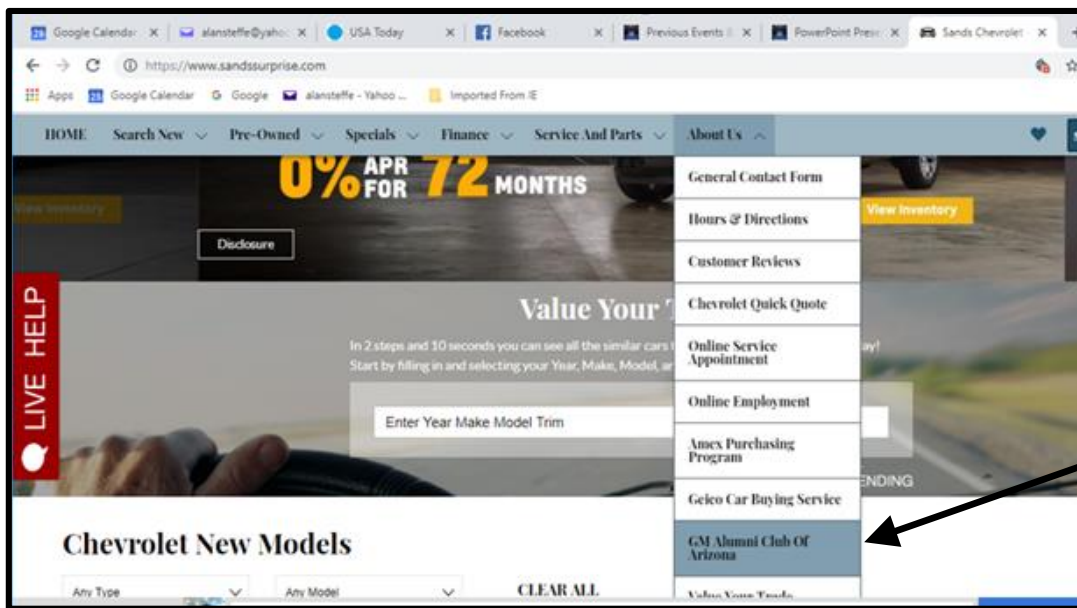 Google Calendar
alansteffe@yaho
USA Today
Facebook
Previous Events
PowerPoint Prese
Sands Chevrolet
https://www.sandssurprise.com
Apps Google Calendar Google alansteffe - Yahoo ... Imported From IE
HOME Search New Pre-Owned Specials Finance Service And Parts About Us
0% APR FOR 72 MONTHS
View Inventory
View Inventory
Disclosure
LIVE HELP
General Contact Form
Hours & Directions
Customer Reviews
Chevrolet Quick Quote
Online Service
Appointment
Online Employment
Amex Purchasing
Program
Geico Car Buying Service
GM Alumni Club Of
Arizona
Value Your Trade
Value Your T
In 2 steps and 10 seconds you can see all the similar cars t ay!
Start by filling in and selecting your Year, Make, Model, an
Enter Year Make Model Trim
ENDING
Chevrolet New Models
Any Type Any Model CLEAR ALL